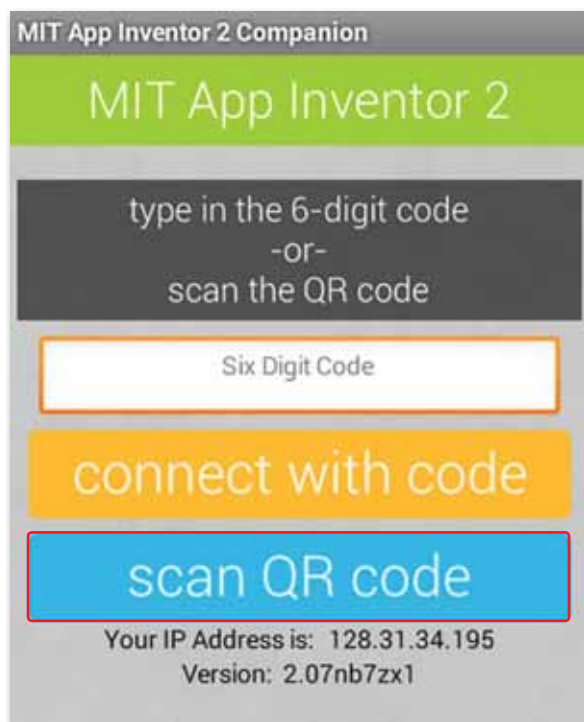 MIT App Inventor 2 Companion
MIT App Inventor 2
type in the 6-digit code
-or-
scan the QR code
Six Digit Code
connect with code
scan QR code
Your IP Address is: 128.31.34.195
Version: 2.07nb7zx1